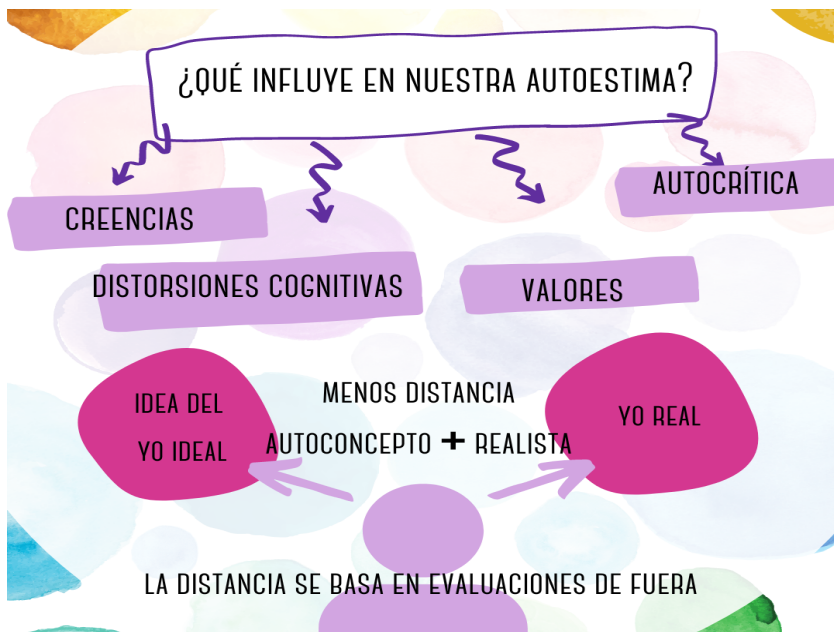 ¿QUÉ INFLUYE EN NUESTRA AUTOESTIMA?
CREENCIAS
AUTOCRÍTICA
DISTORSIONES COGNITIVAS
VALORES
IDEA DEL
YO IDEAL
MENOS DISTANCIA
AUTOCONCEPTO + REALISTA
YO REAL
LA DISTANCIA SE BASA EN EVALUACIONES DE FUERA